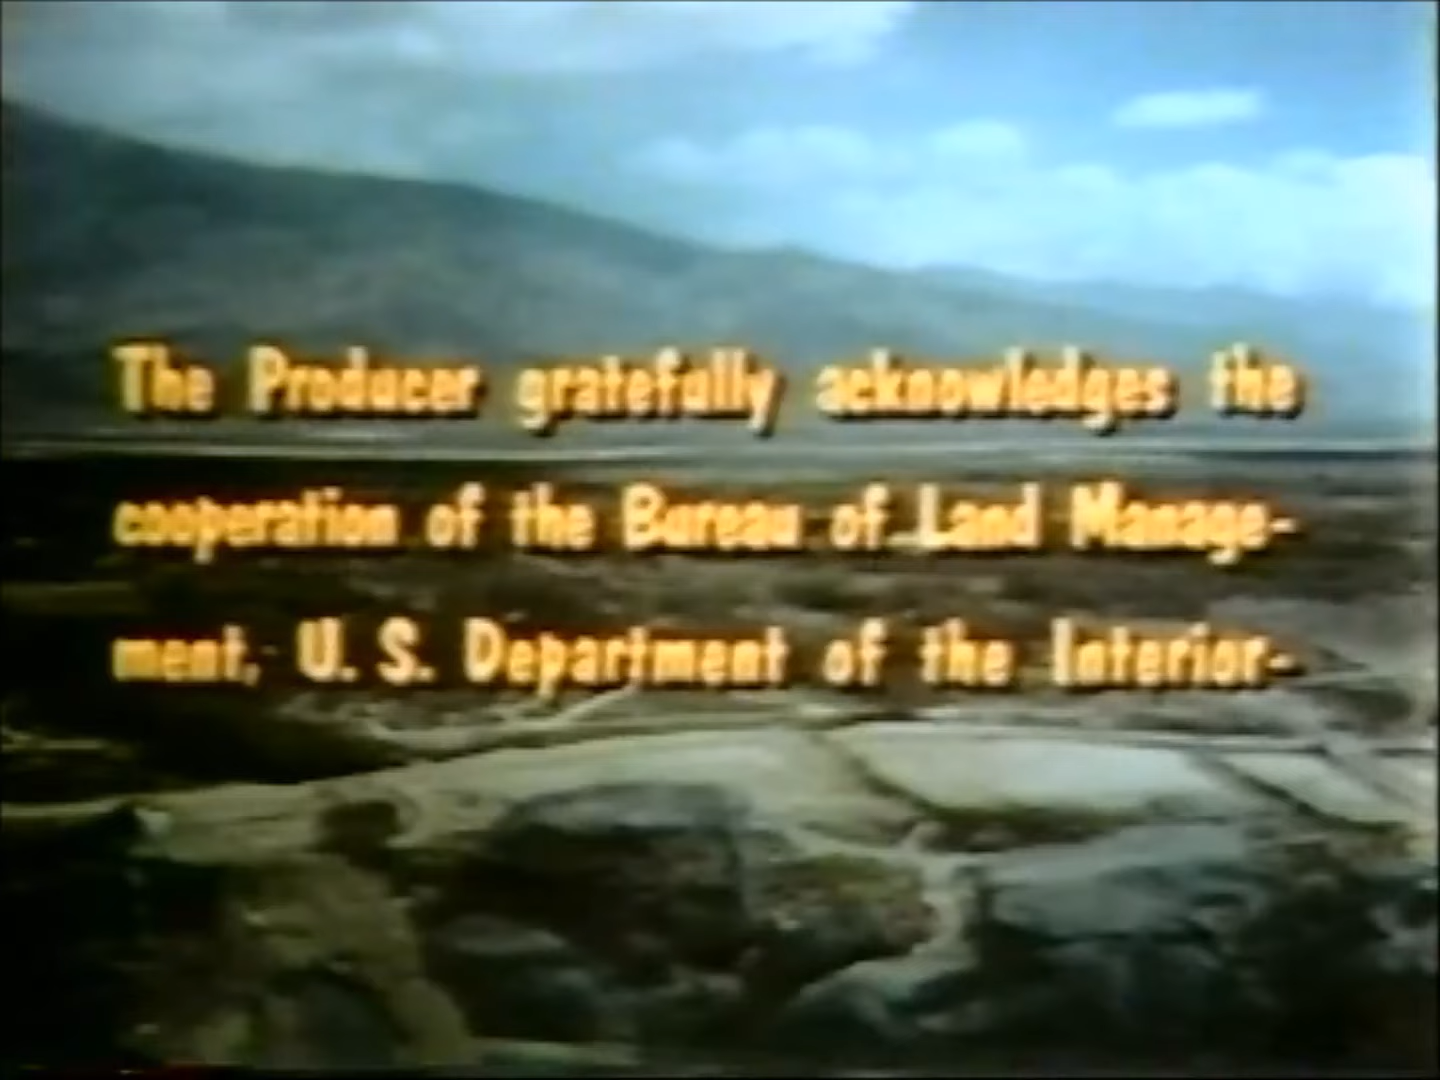 The Producer gratefully acknowledges the
cooperation of the Bureau of Land Manage-
ment, U. S. Department of the Interior-